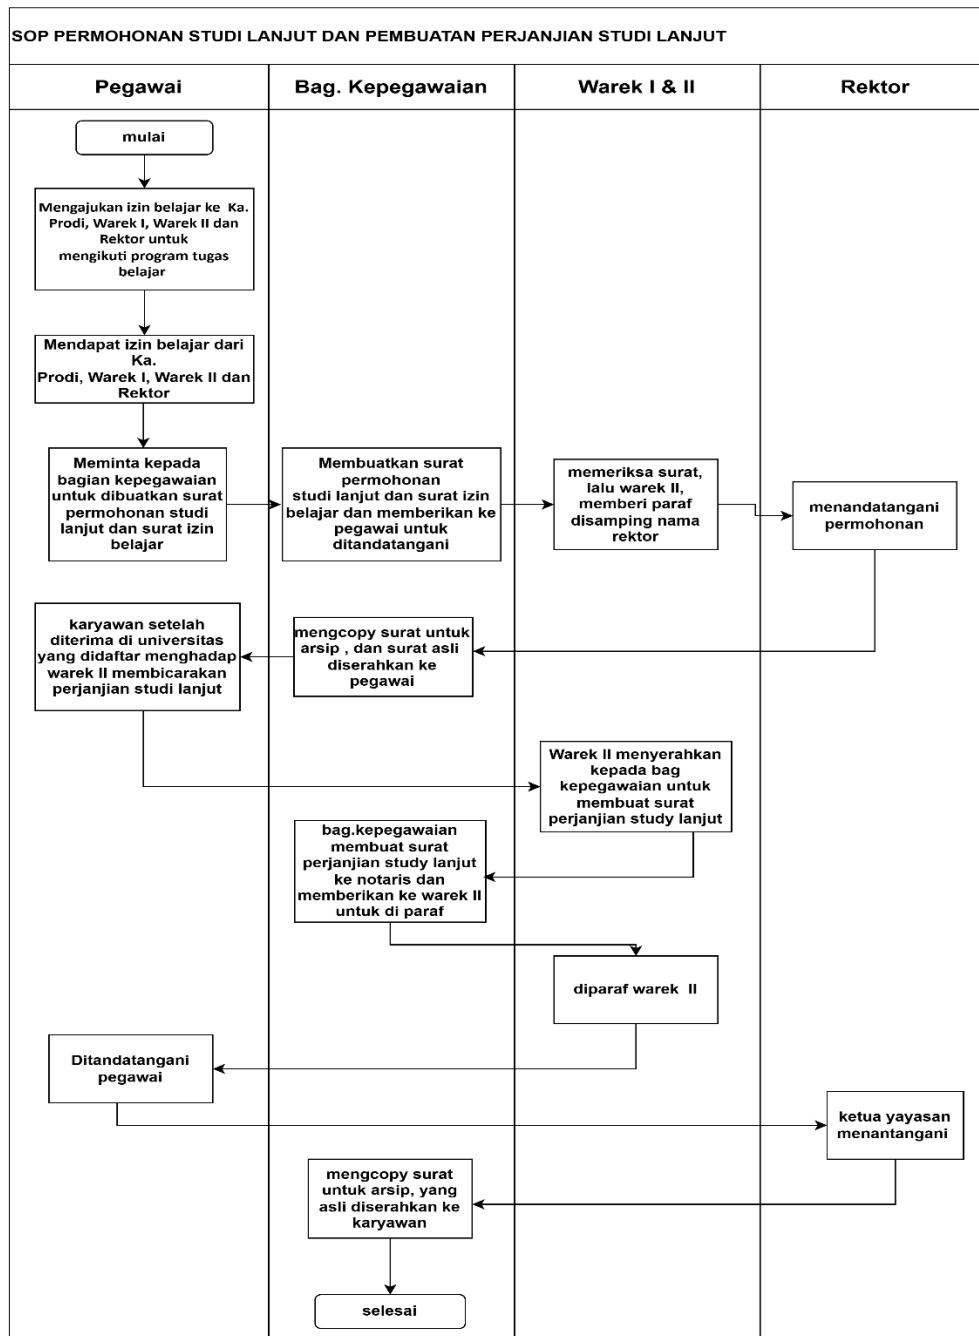 SOP PERMOHONAN STUDI LANJUT DAN PEMBUATAN PERJANJIAN STUDI LANJUT
Pegawai
Bag. Kepegawaian
Warek I & II
Rektor
mulai
Mengajukan izin belajar ke Ka.
Prodi, Warek I, Warek II dan
Rektor untuk
mengikuti program tugas
belajar
Mendapat izin belajar dari
Ka.
Prodi, Warek I, Warek II dan
Rektor
Meminta kepada
bagian kepegawaian
untuk dibuatkan surat
permohonan studi
lanjut dan surat izin
belajar
Membuatkan surat
permohonan
studi lanjut dan surat izin
belajar dan memberikan ke
pegawai untuk
ditandatangani
memeriksa surat,
lalu warek II,
memberi paraf
disamping nama
rektor
menandatangani
permohonan
karyawan setelah
diterima di universitas
yang didaftar menghadap
warek II membicarakan
perjanjian studi lanjut
mengcopy surat untuk
arsip , dan surat asli
diserahkan ke
pegawai
Warek II menyerahkan
kepada bag
kepegawaian untuk
membuat surat
perjanjian study lanjut
bag.kepegawaian
membuat surat
perjanjian study lanjut
ke notaris dan
memberikan ke warek II
untuk di paraf
diparaf warek II
Ditandatangani
pegawai
ketua yayasan
menantangani
mengcopy surat
untuk arsip, yang
asli diserahkan ke
karyawan
selesai